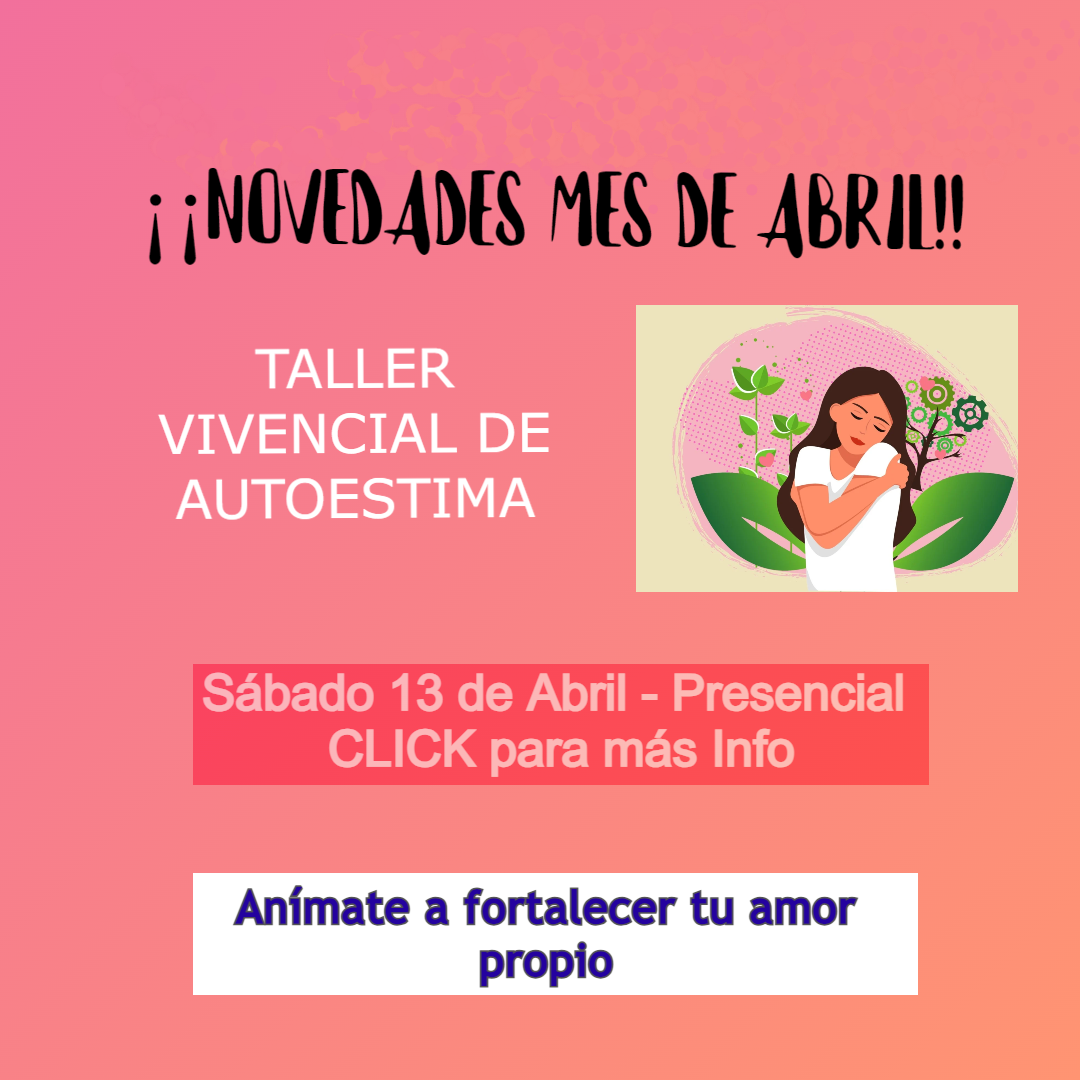 ¡¡NOVEDADES MES DE ABRIL!!
TALLER
VIVENCIAL DE
AUTOESTIMA
Sábado 13 de Abril - Presencial
CLICK para más Info
Anímate a fortalecer tu amor
propio